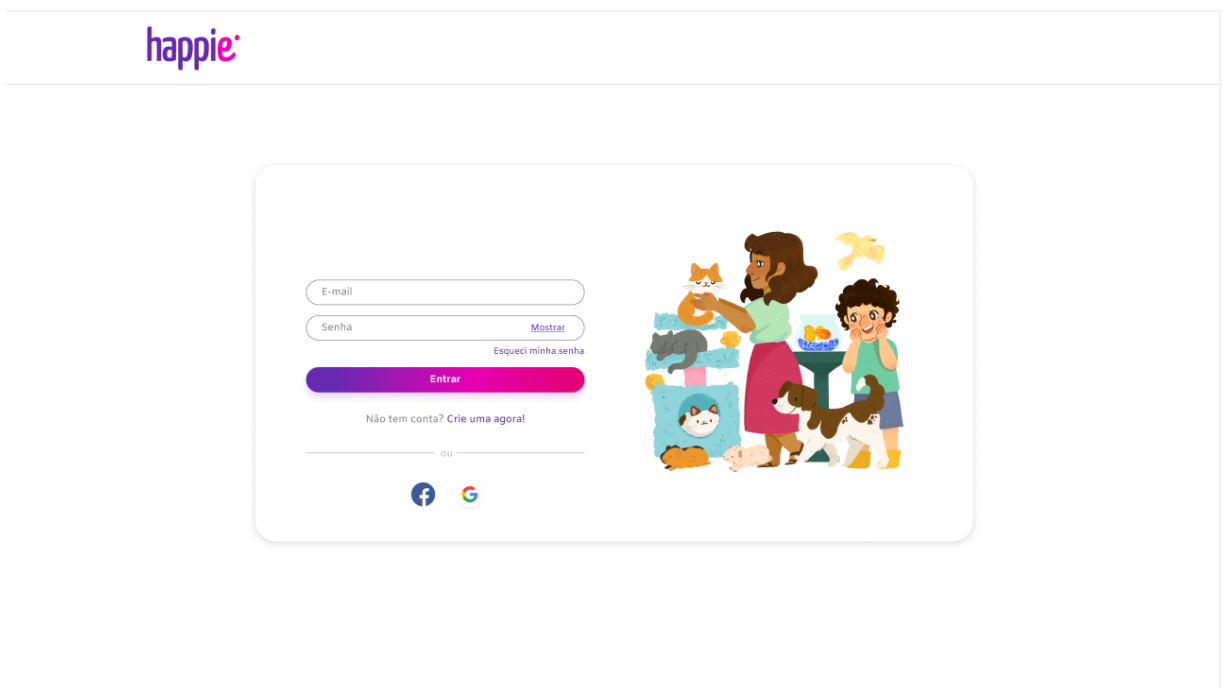 happie
E-mail
Senha Mostrar
Esqueci minha senha
Entrar
Não tem conta? Crie uma agora!
ou